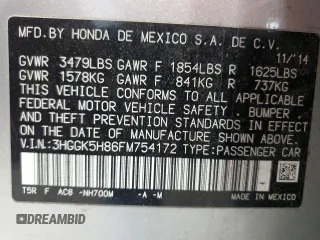 MFD.BY HONDA DE MEXICO S.A. DE C.V.
11/14
GVWR 3479LBS GAWR F 1854LBS R 1625LBS
GVWR 1578KG GAWR F 841KG R 737KG
THIS VEHICLE CONFORMS TO ALL APPLICABLE
FEDERAL MOTOR VEHICLE SAFETY, BUMPER, AND
THEFT PREVENTION STANDARDS IN EFFECT ON THE
DATE OF MANUFACTURE SHOWN ABOVE.
V.I.N.:3HGGK5H86FM754172 TYPE:PASSENGER CAR
T5R F ACB -NH700M -A -M
MADE IN MEXICO
DREAMBID